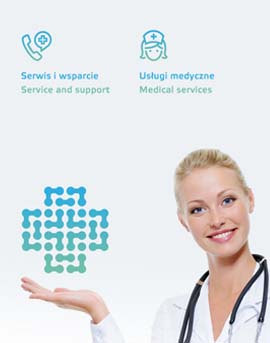 Serwis i wsparcie
Service and support
Usługi medyczne
Medical services